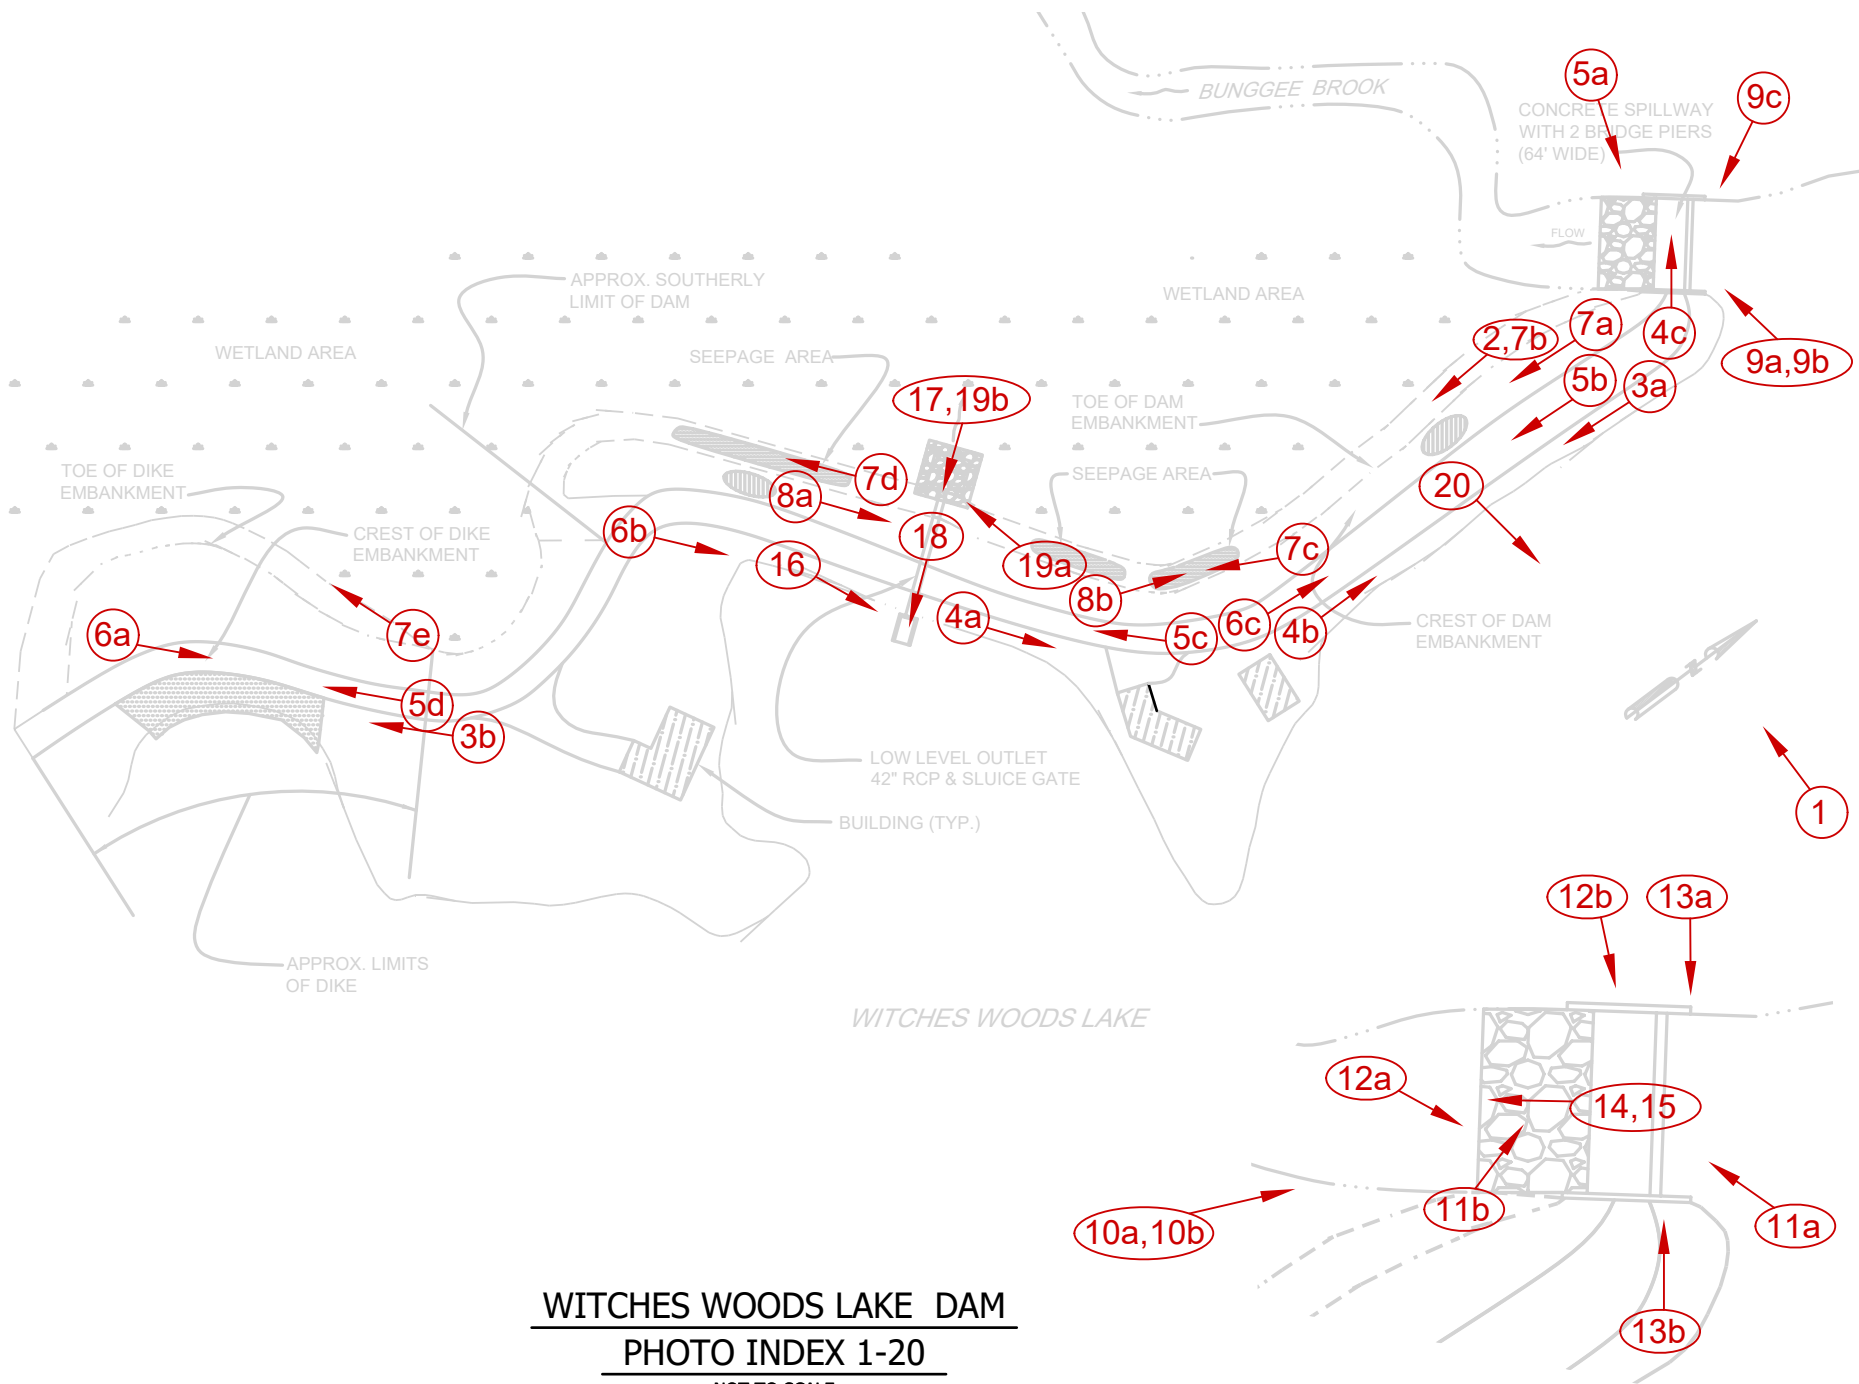 5a
9c
BUNGGEE BROOK
CONCRETE SPILLWAY
WITH 2 BRIDGE PIERS
(64' WIDE)
FLOW
APPROX. SOUTHERLY
LIMIT OF DAM
WETLAND AREA
WETLAND AREA
SEEPAGE AREA
2,7b
7a
4c
9a,9b
17,19b
TOE OF DAM
EMBANKMENT
5b
3a
TOE OF DIKE
EMBANKMENT
7d
8a
SEEPAGE AREA
20
CREST OF DIKE
EMBANKMENT
6b
18
16
19a
7c
8b
6a
7e
4a
5c
6c
4b
CREST OF DAM
EMBANKMENT
N
5d
3b
LOW LEVEL OUTLET
42" RCP & SLUICE GATE
BUILDING (TYP.)
1
APPROX. LIMITS
OF DIKE
12b
13a
WITCHES WOODS LAKE
12a
14,15
11b
10a,10b
11a
13b
WITCHES WOODS LAKE DAM
PHOTO INDEX 1-20
NOT TO SCALE